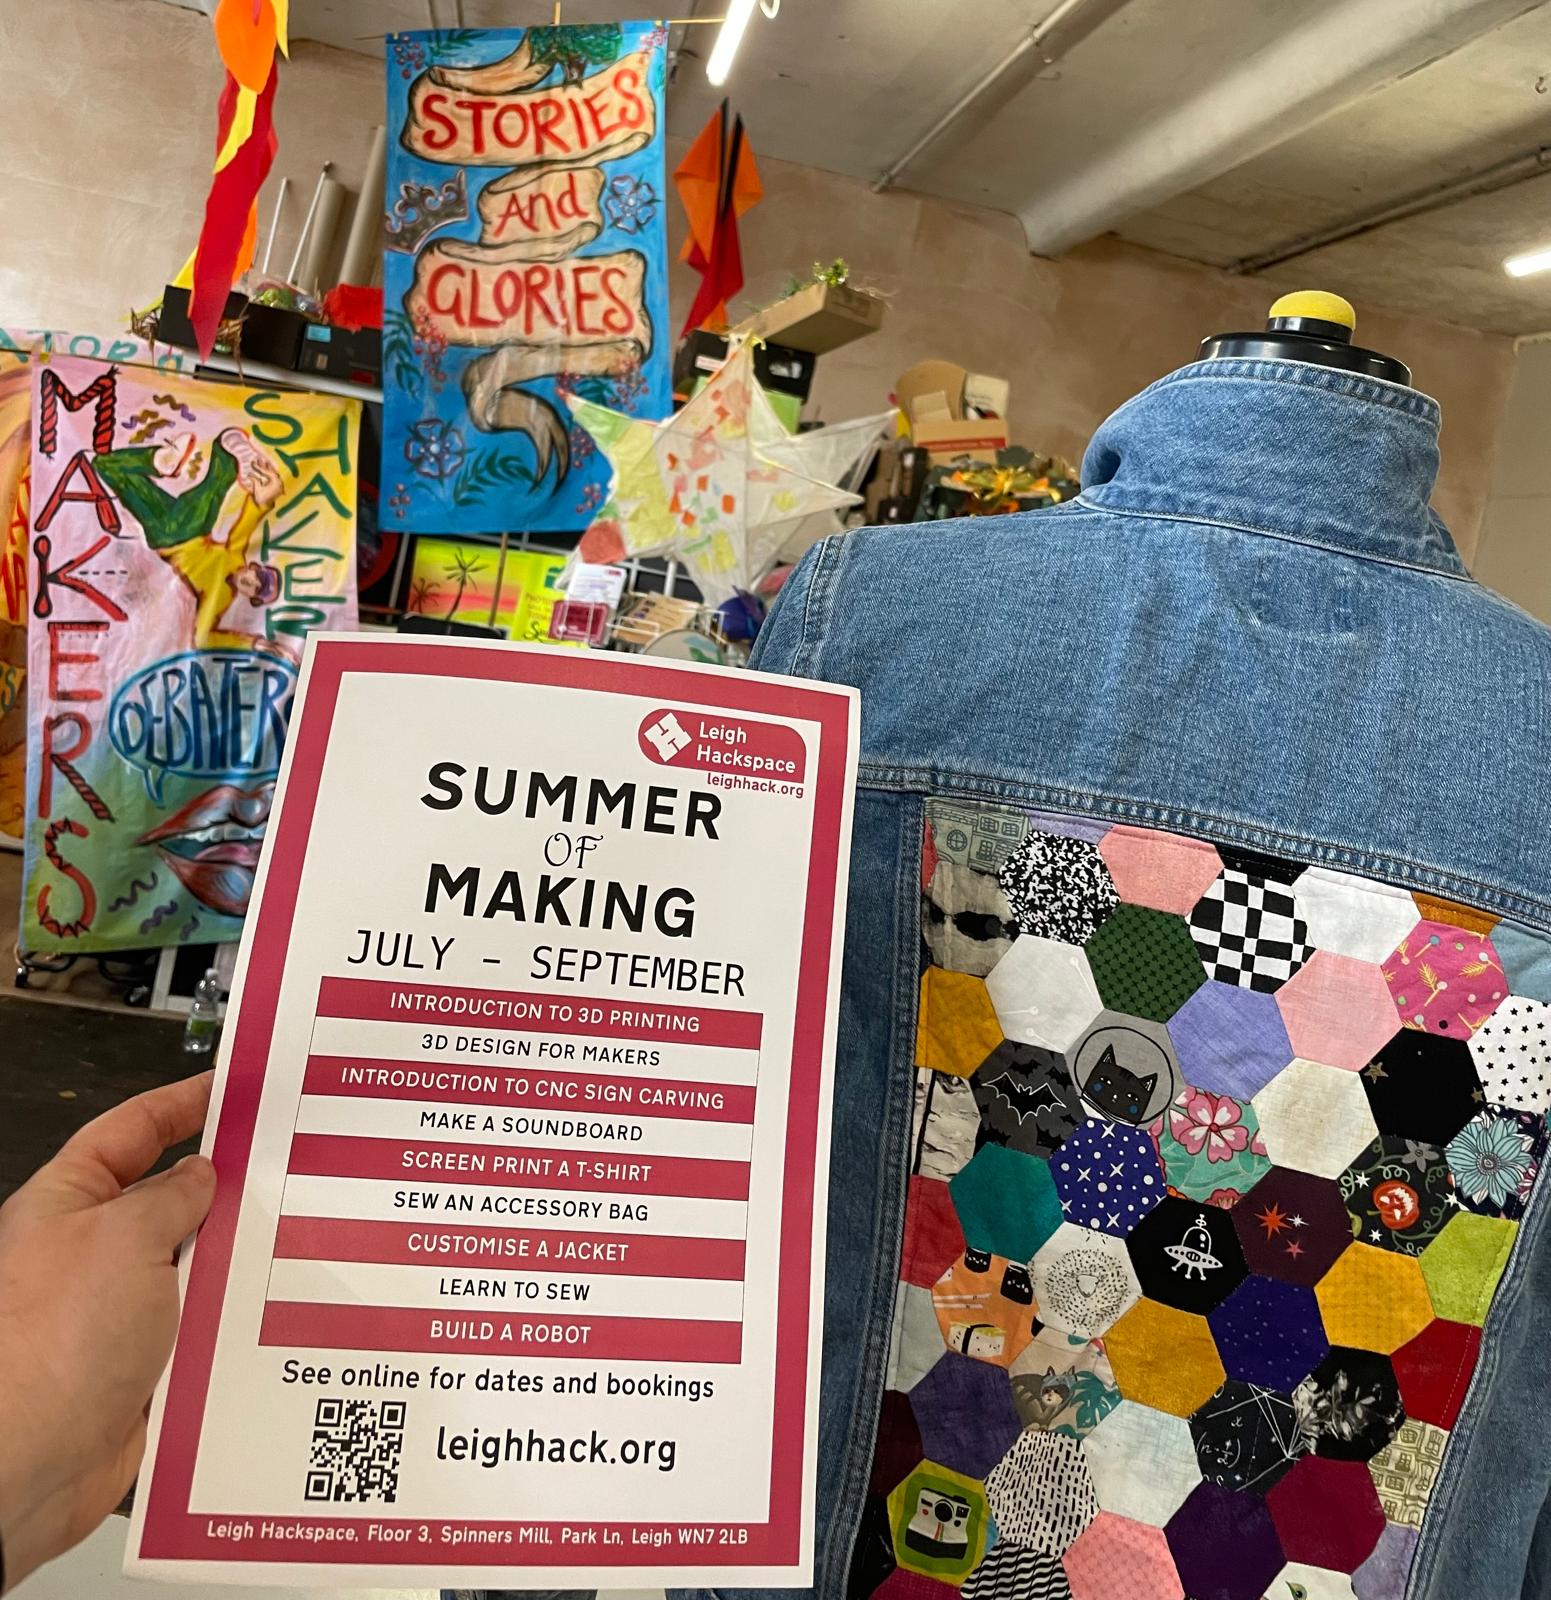 STORIES
And
GLORIES
MAKERS
SHAKER
DEBATER
Leigh
Hackspace
leighhack.org
SUMMER
OF
MAKING
JULY - SEPTEMBER
INTRODUCTION TO 3D PRINTING
3D DESIGN FOR MAKERS
INTRODUCTION TO CNC SIGN CARVING
MAKE A SOUNDBOARD
SCREEN PRINT A T-SHIRT
SEW AN ACCESSORY BAG
CUSTOMISE A JACKET
LEARN TO SEW
BUILD A ROBOT
See online for dates and bookings
leighhack.org
Leigh Hackspace, Floor 3, Spinners Mill, Park Ln, Leigh WN7 2LB